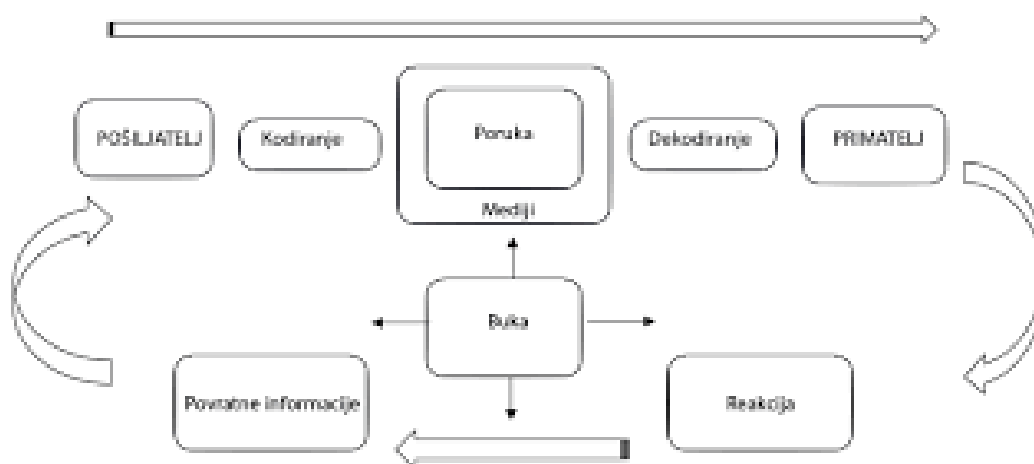 POŠILJATELJ
Kodiranje
Poruka
Mediji
Dekodiranje
PRIMATELJ
Buka
Povratne informacije
Reakcija